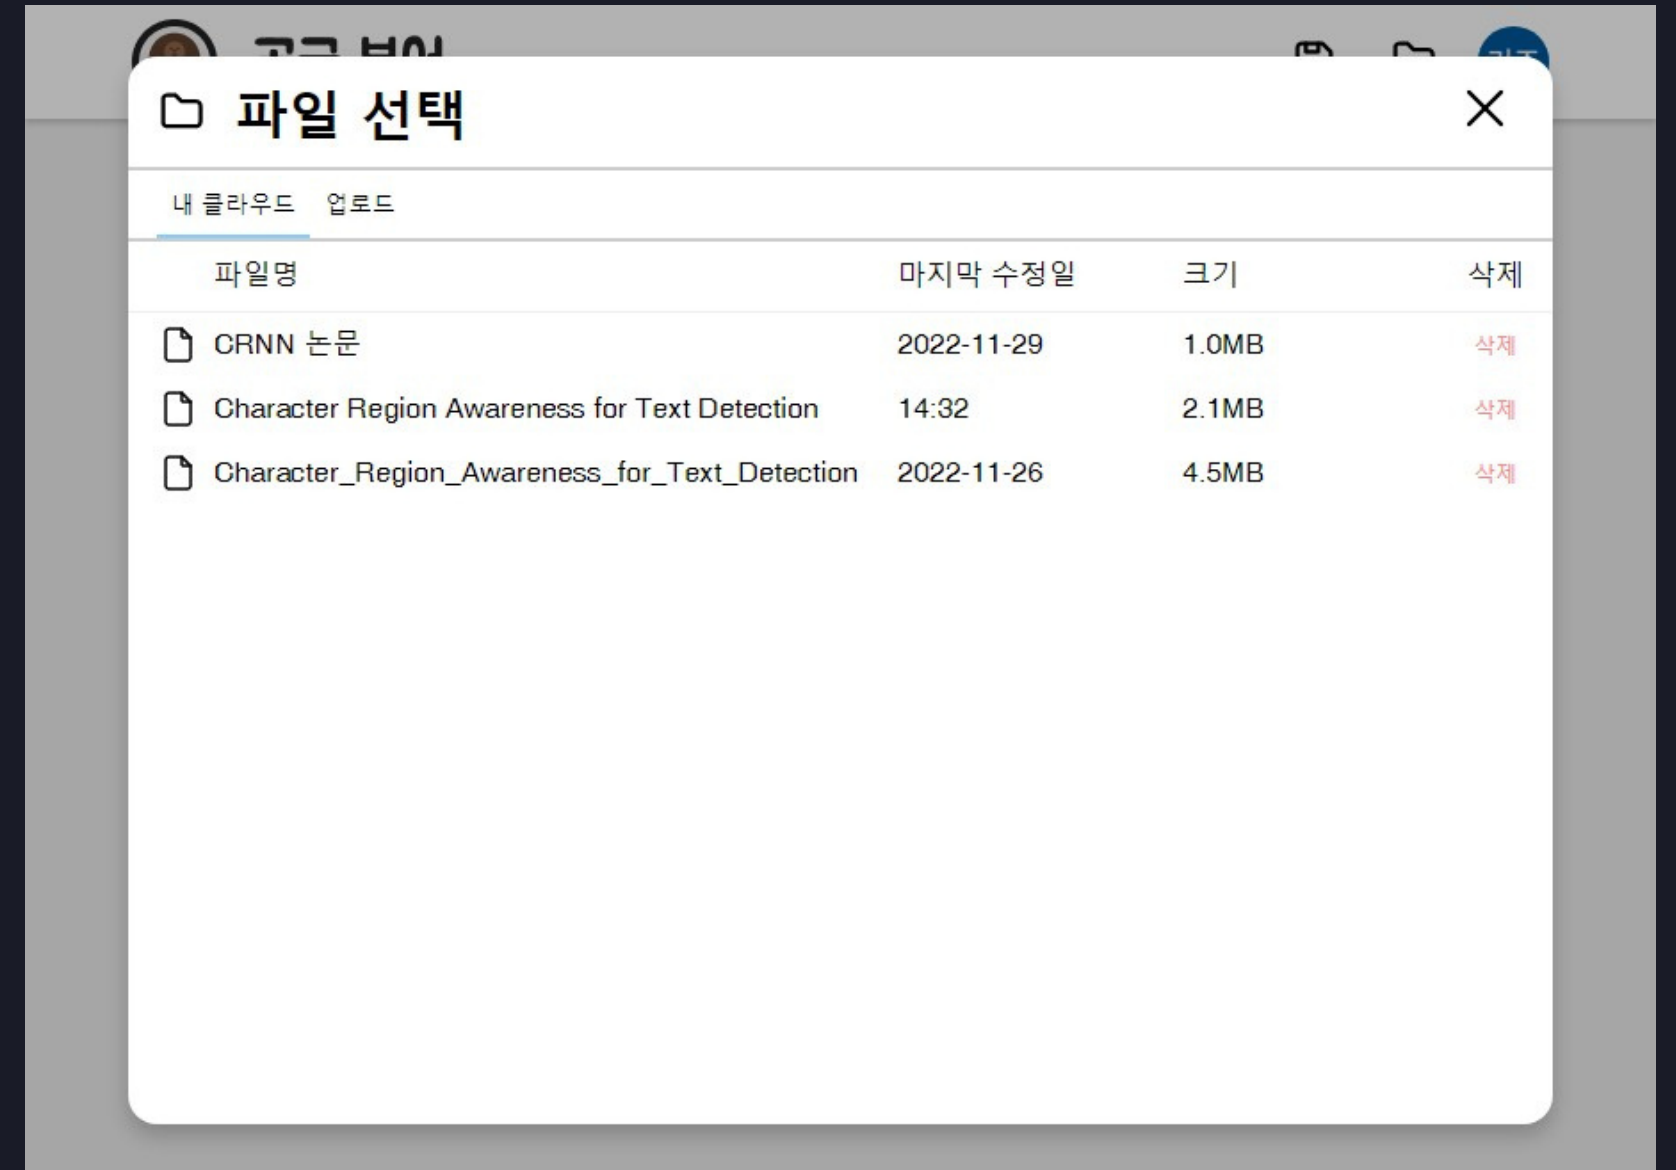 파일 선택
내 클라우드 업로드
파일명 마지막 수정일 크기 삭제
CRNN 논문 2022-11-29 1.0MB 삭제
Character Region Awareness for Text Detection 14:32 2.1MB 삭제
Character_Region_Awareness_for_Text_Detection 2022-11-26 4.5MB 삭제